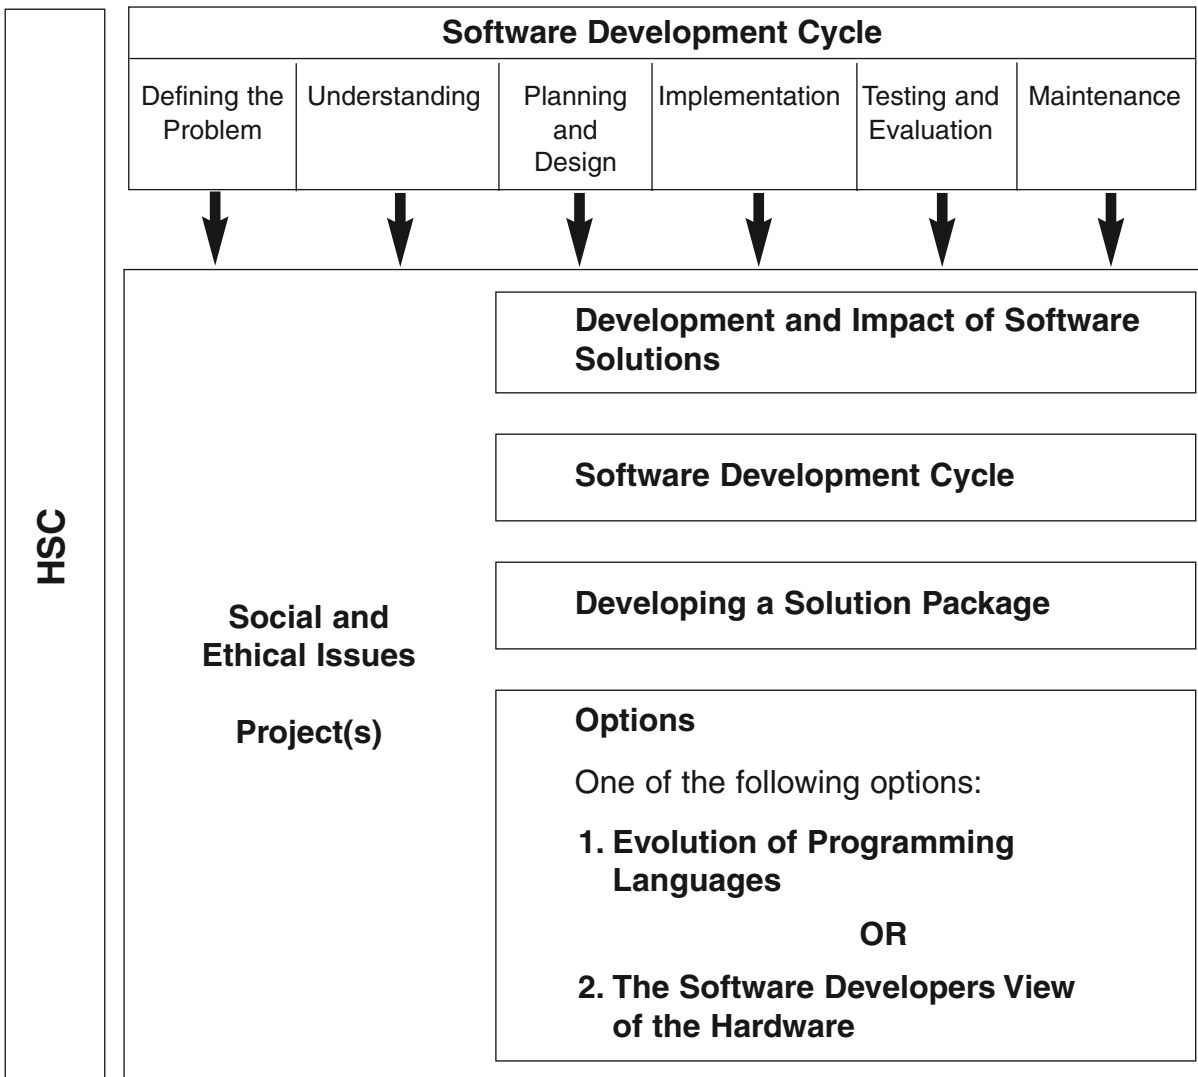 HSC
Software Development Cycle
Defining the
Problem
Understanding
Planning
and
Design
Implementation
Testing and
Evaluation
Maintenance
Social and
Ethical Issues
Project(s)
Development and Impact of Software
Solutions
Software Development Cycle
Developing a Solution Package
Options
One of the following options:
1. Evolution of Programming
Languages
OR
2. The Software Developers View
of the Hardware